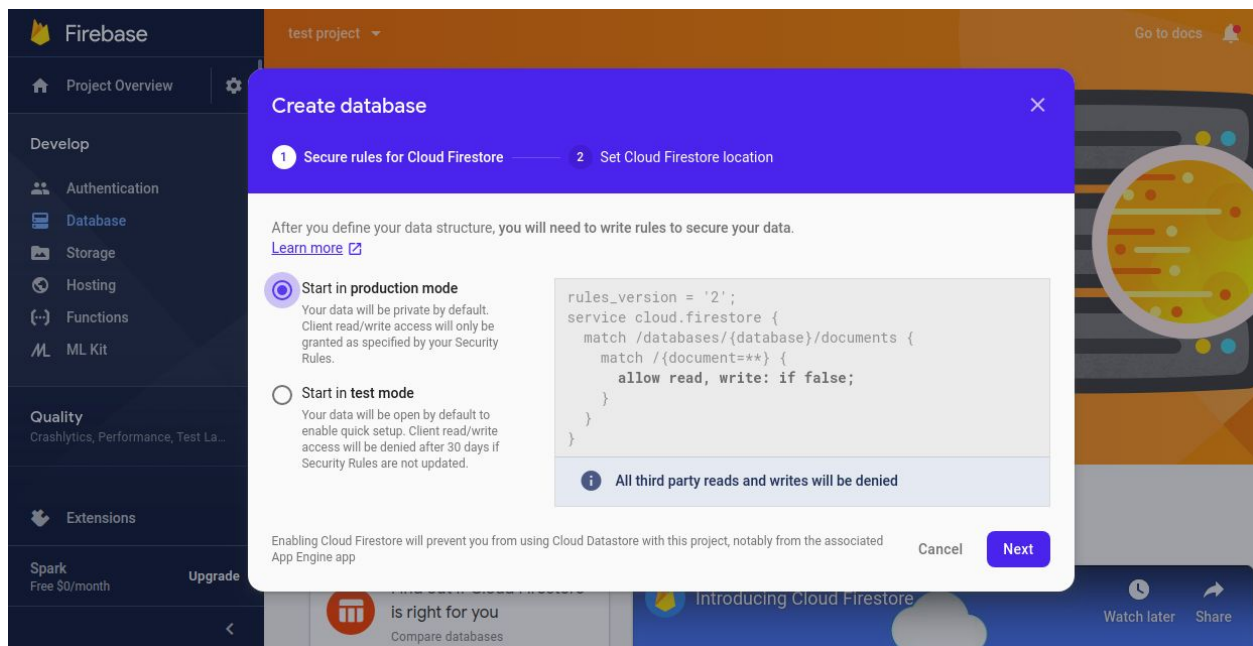 Firebase
test project
Go to docs
Project Overview
Create database
Develop
1 Secure rules for Cloud Firestore
2 Set Cloud Firestore location
Authentication
Database
Storage
Hosting
Functions
ML Kit
After you define your data structure, you will need to write rules to secure your data.
Learn more
Start in production mode
Your data will be private by default.
Client read/write access will only be
granted as specified by your Security
Rules.
Start in test mode
Your data will be open by default to
enable quick setup. Client read/write
access will be denied after 30 days if
Security Rules are not updated.
rules_version = '2';
service cloud.firestore {
match /databases/{database}/documents {
match /{document=**} {
allow read, write: if false;
}
}
}
All third party reads and writes will be denied
Quality
Crashlytics, Performance, Test La...
Extensions
Enabling Cloud Firestore will prevent you from using Cloud Datastore with this project, notably from the associated
App Engine app
Cancel
Next
Spark
Free $0/month
Upgrade
is right for you
Compare databases
Introducing Cloud Firestore
Watch later
Share